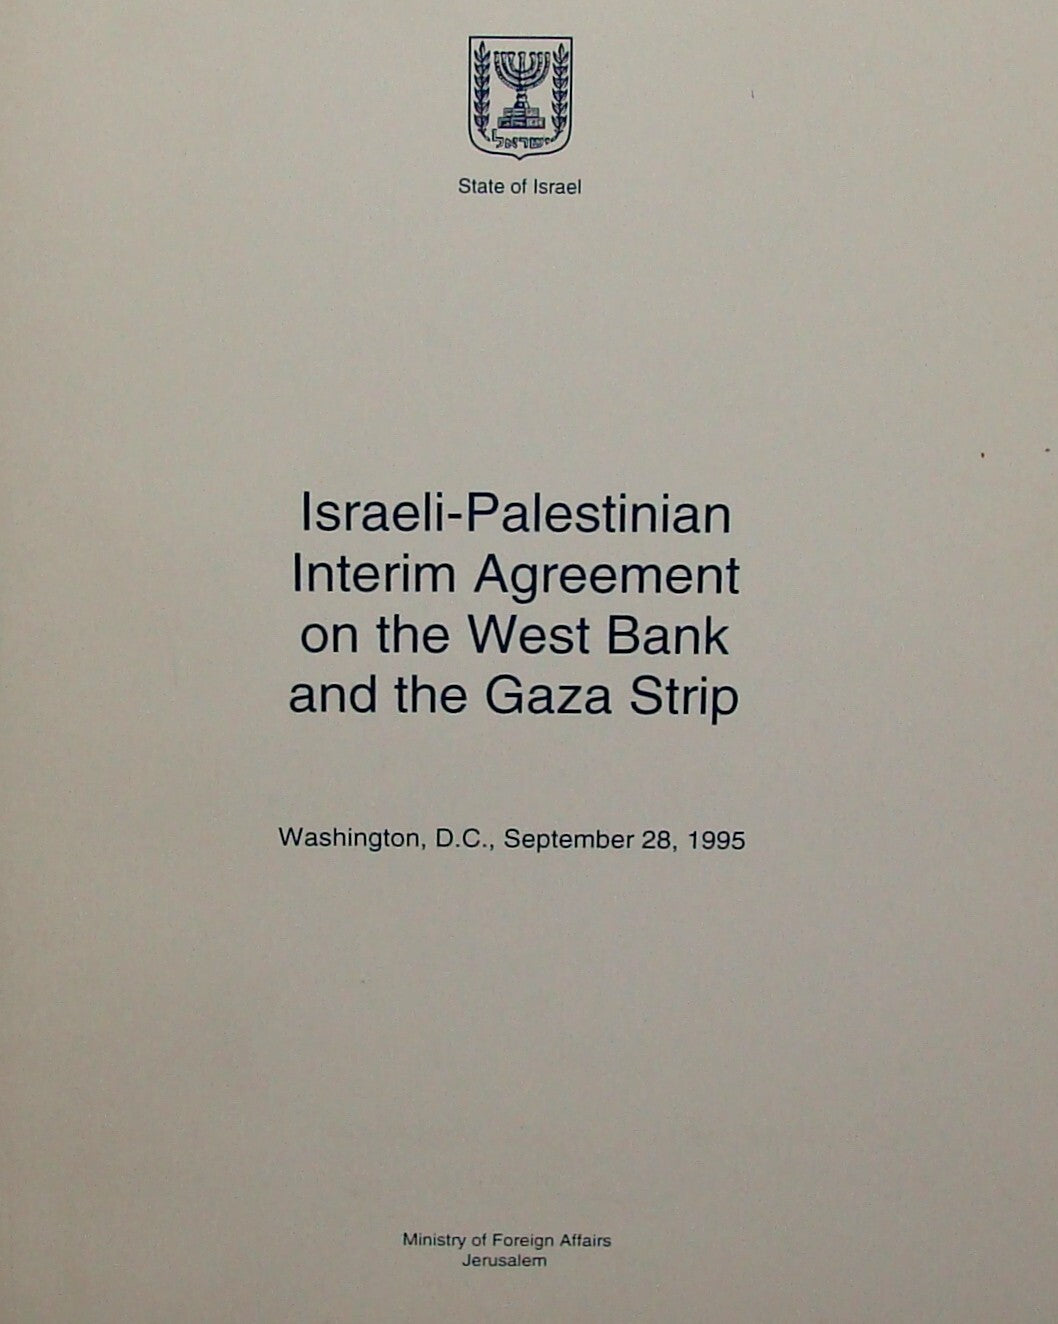 ישראל
State of Israel
Israeli-Palestinian
Interim Agreement
on the West Bank
and the Gaza Strip
Washington, D.C., September 28, 1995
Ministry of Foreign Affairs
Jerusalem